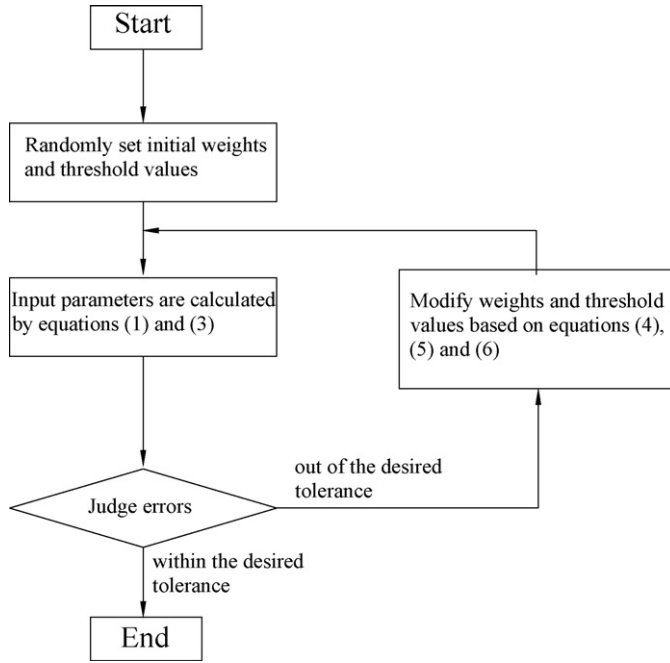 Start
Randomly set initial weights
and threshold values
Input parameters are calculated
by equations (1) and (3)
Modify weights and threshold
values based on equations (4),
(5) and (6)
out of the desired
tolerance
Judge errors
within the desired
tolerance
End